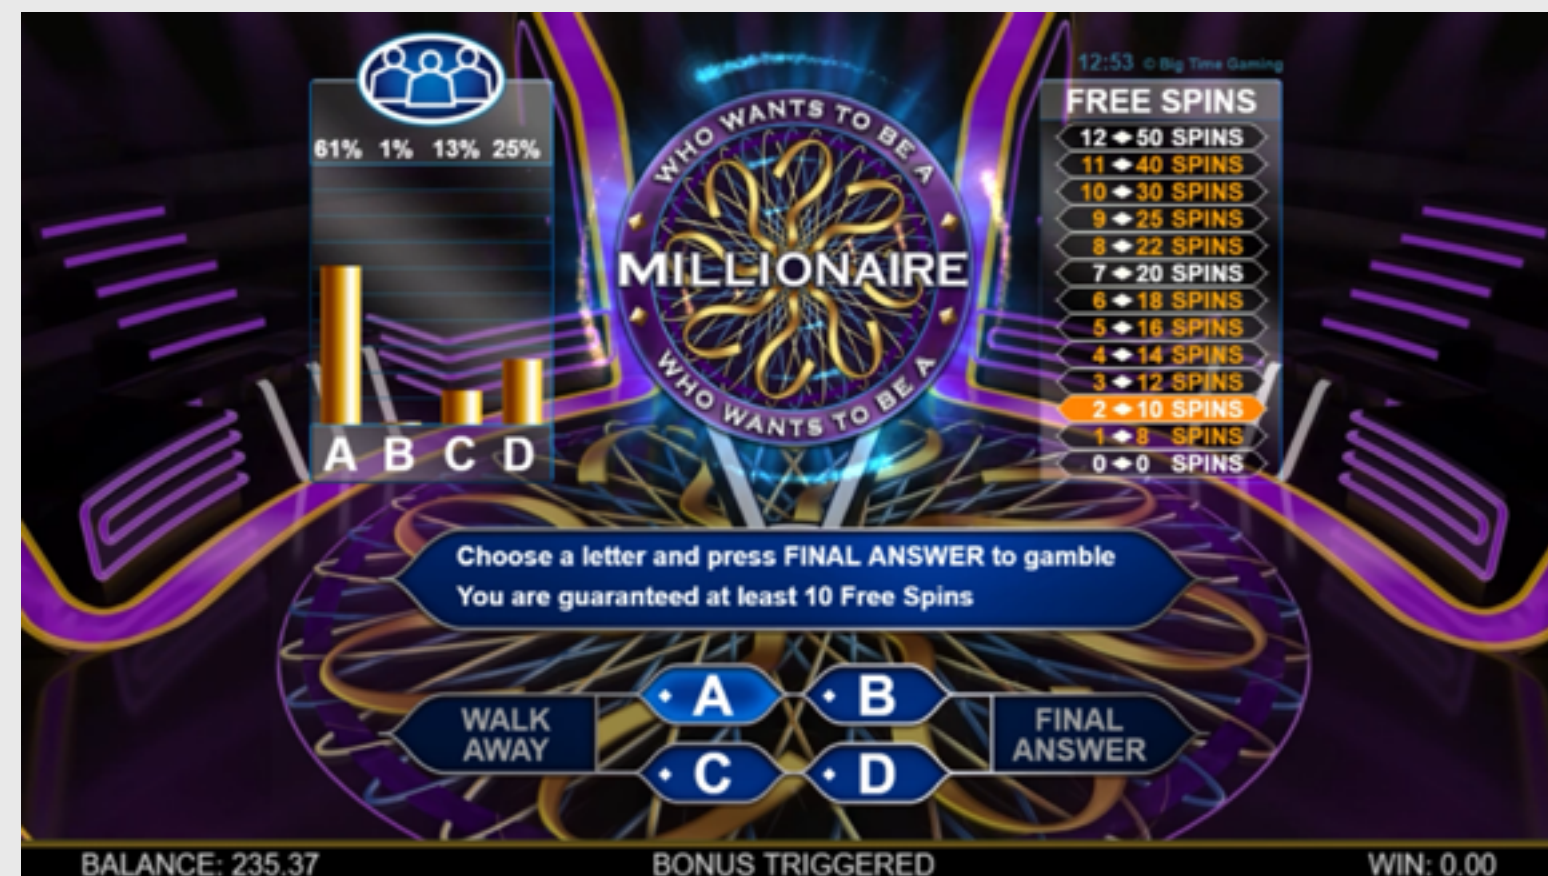 61% 1% 13% 25%
A B C D
WHO WANTS TO BE A
MILLIONAIRE
WHO WANTS TO BE A
12:53 © Big Time Gaming
FREE SPINS
12 50 SPINS
11 40 SPINS
10 30 SPINS
9 25 SPINS
8 22 SPINS
7 20 SPINS
6 18 SPINS
5 16 SPINS
4 14 SPINS
3 12 SPINS
2 10 SPINS
1 8 SPINS
0 0 SPINS
Choose a letter and press FINAL ANSWER to gamble
You are guaranteed at least 10 Free Spins
WALK
AWAY
A B
C D
FINAL
ANSWER
BALANCE: 235.37 BONUS TRIGGERED WIN: 0.00